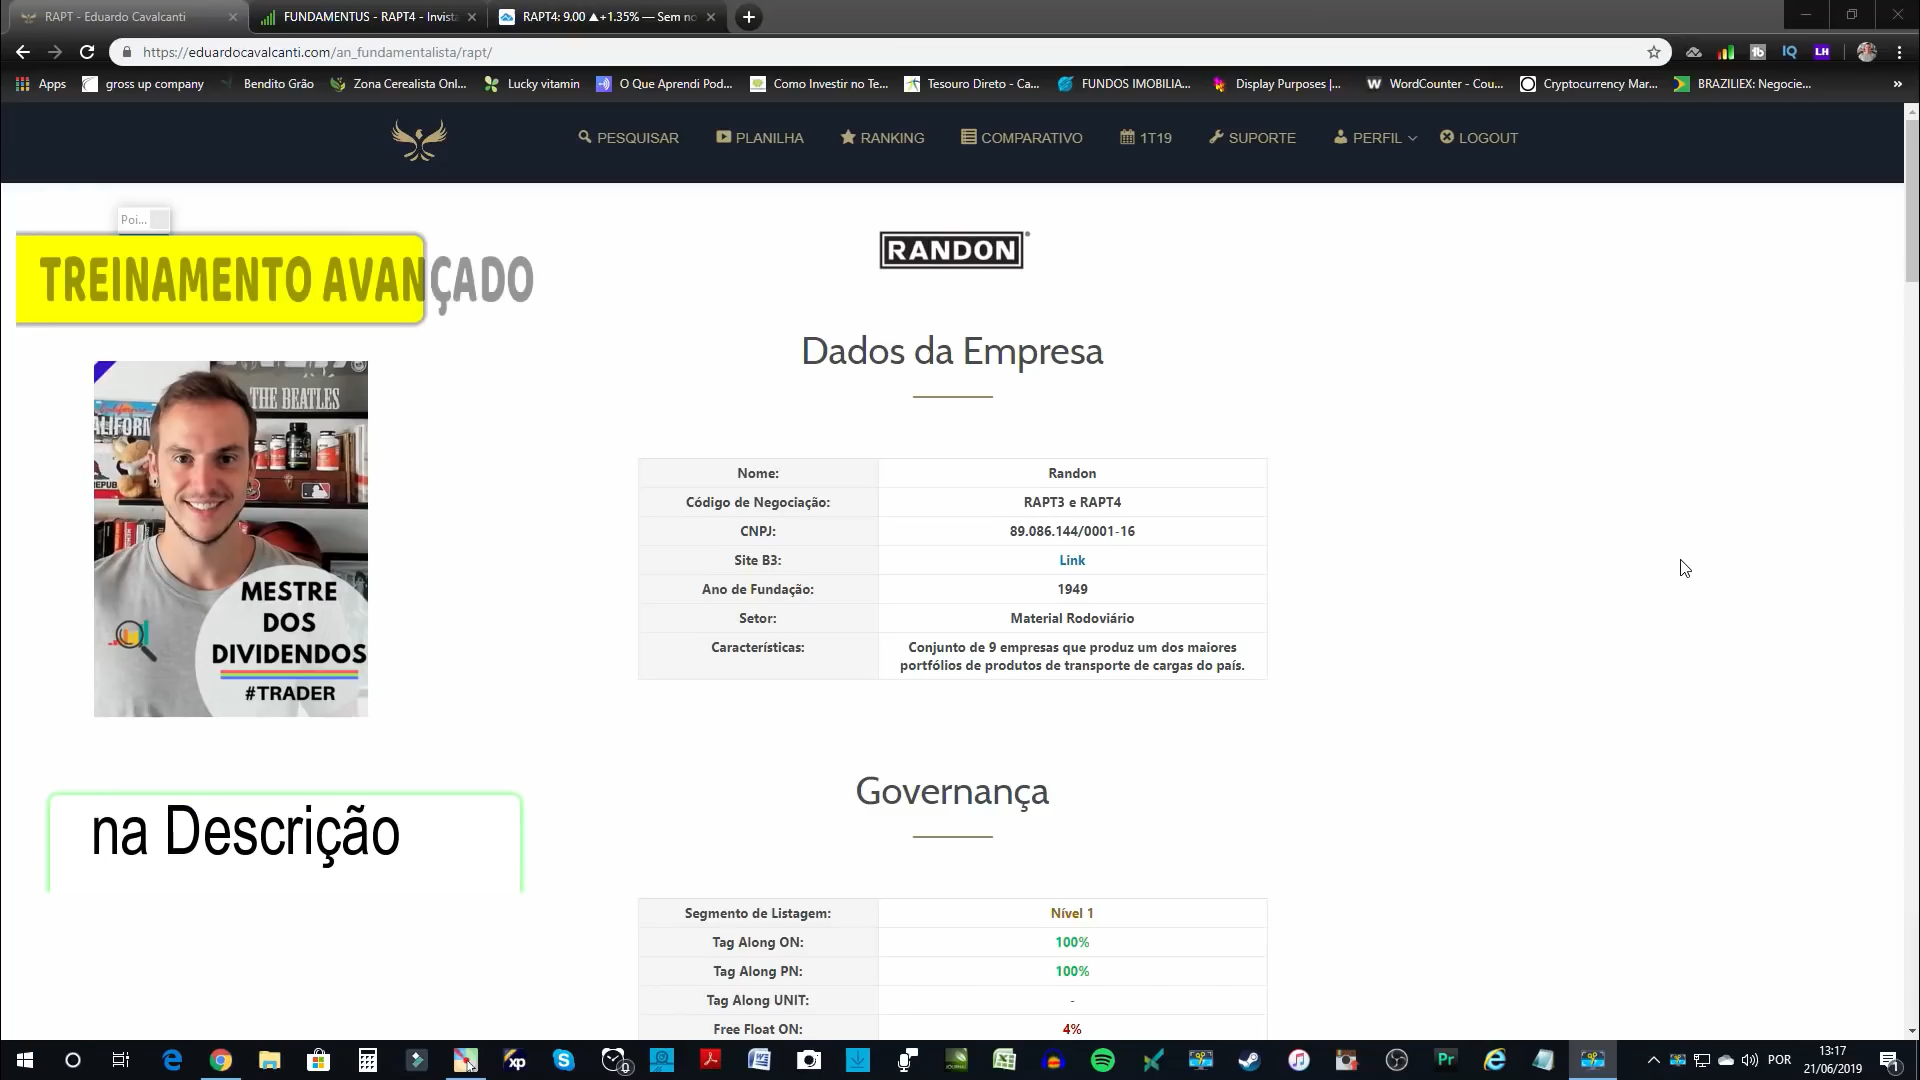 RAPT - Eduardo Cavalcanti
FUNDAMENTUS - RAPT4 - Invista
RAPT4: 9.00 ▲+1.35% — Sem no
https://eduardocavalcanti.com/an_fundamentalista/rapt/
Apps
gross up company
Bendito Grão
Zona Cerealista Onl...
Lucky vitamin
O Que Aprendi Pod...
Como Investir no Te...
Tesouro Direto - Ca...
FUNDOS IMOBILIA...
Display Purposes |...
WordCounter - Cou...
Cryptocurrency Mar...
BRAZILIEX: Negocie...
»
PESQUISAR
PLANILHA
RANKING
COMPARATIVO
1T19
SUPORTE
PERFIL
LOGOUT
Poi...
TREINAMENTO AVANÇADO
RANDON
Dados da Empresa
THE BEATLES
MESTRE
DOS
DIVIDENDOS
#TRADER
na Descrição
Nome: Randon
Código de Negociação: RAPT3 e RAPT4
CNPJ: 89.086.144/0001-16
Site B3: Link
Ano de Fundação: 1949
Setor: Material Rodoviário
Características: Conjunto de 9 empresas que produz um dos maiores
portfólios de produtos de transporte de cargas do país.
Governança
Segmento de Listagem: Nível 1
Tag Along ON: 100%
Tag Along PN: 100%
Tag Along UNIT: -
Free Float ON: 4%
POR
13:17
21/06/2019